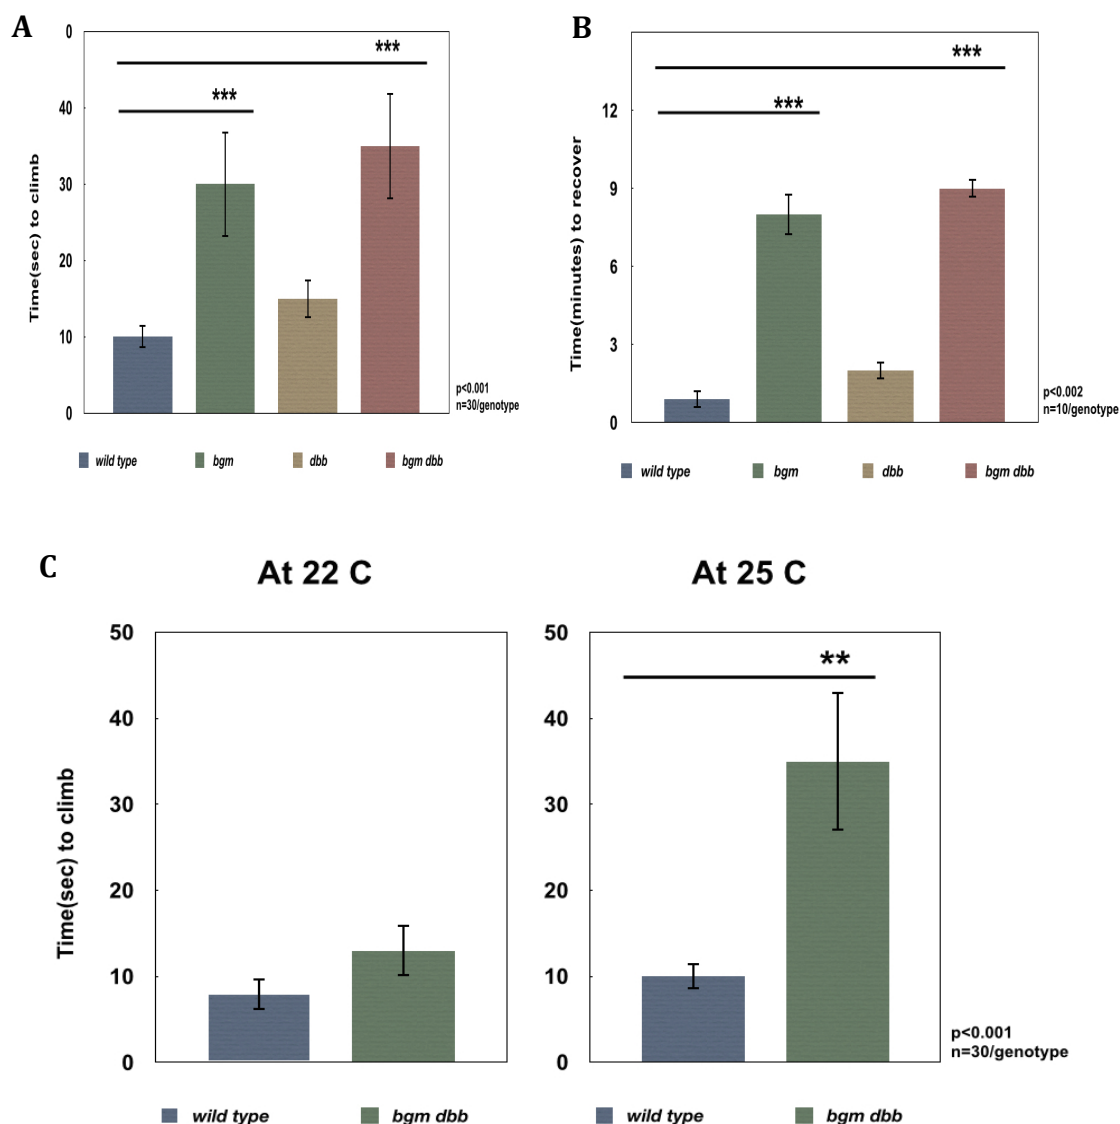 A
0
***
***
40
30
20
10
0
Time(sec) to climb
p<0.001
n=30/genotype
wild type bgm dbb bgm dbb
B
***
***
12
9
6
3
0
Time(minutes) to recover
p<0.002
n=10/genotype
wild type bgm dbb bgm dbb
C
At 22 C
50
40
30
20
10
0
Time(sec) to climb
wild type bgm dbb
At 25 C
**
50
40
30
20
10
0
p<0.001
n=30/genotype
wild type bgm dbb